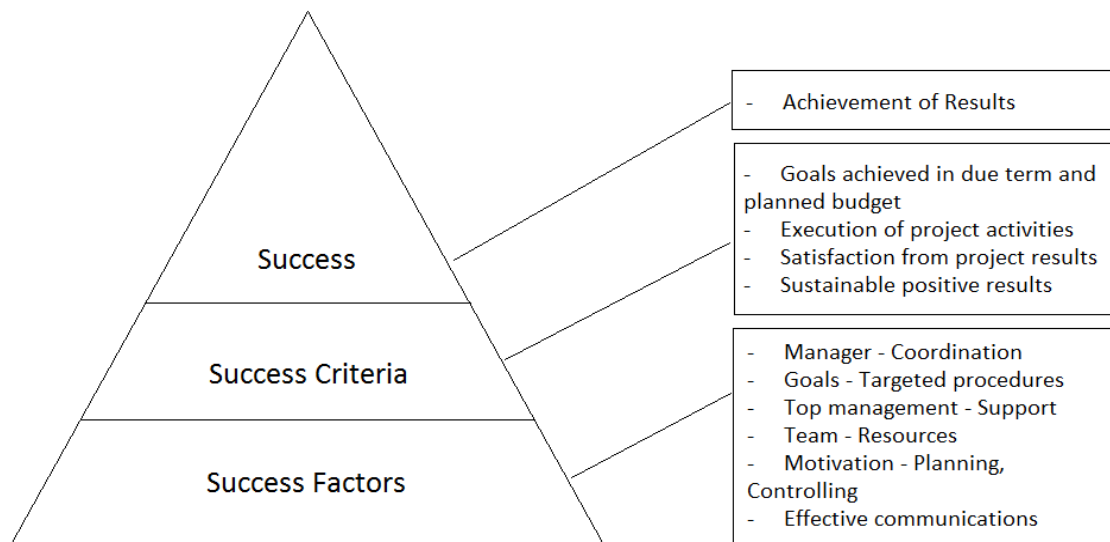 Success
Success Criteria
Success Factors
- Achievement of Results
- Goals achieved in due term and
planned budget
- Execution of project activities
- Satisfaction from project results
- Sustainable positive results
- Manager - Coordination
- Goals - Targeted procedures
- Top management - Support
- Team - Resources
- Motivation - Planning,
Controlling
- Effective communications